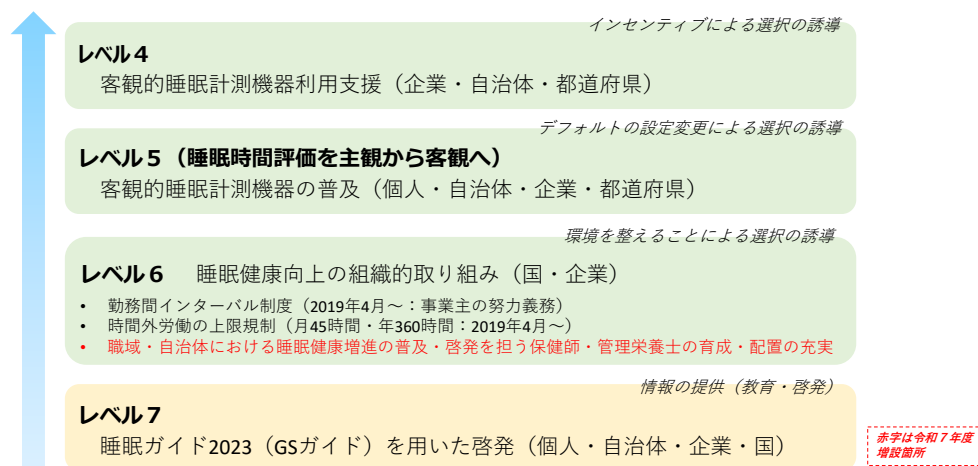 インセンティブによる選択の誘導
レベル４
客観的睡眠計測機器利用支援（企業・自治体・都道府県）
デフォルトの設定変更による選択の誘導
レベル５（睡眠時間評価を主観から客観へ）
客観的睡眠計測機器の普及（個人・自治体・企業・都道府県）
環境を整えることによる選択の誘導
レベル６　睡眠健康向上の組織的取り組み（国・企業）
• 勤務間インターバル制度（2019年4月～：事業主の努力義務）
• 時間外労働の上限規制（月45時間・年360時間：2019年4月～）
• 職域・自治体における睡眠健康増進の普及・啓発を担う保健師・管理栄養士の育成・配置の充実
情報の提供（教育・啓発）
レベル７
睡眠ガイド2023（GSガイド）を用いた啓発（個人・自治体・企業・国）
赤字は令和７年度
増設箇所